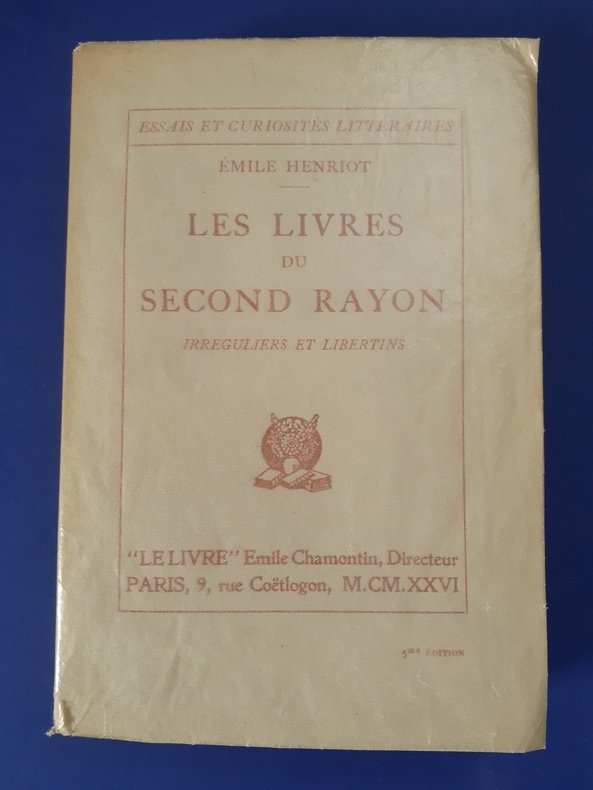 ESSAIS ET CURIOSITÉS LITTÉRAIRES
ÉMILE HENRIOT
LES LIVRES
DU
SECOND RAYON
IRREGULIERS ET LIBERTINS
"LE LIVRE" Emile Chamontin, Directeur
PARIS, 9, rue Coëtlogon, M.CM.XXVI
5me ÉDITION